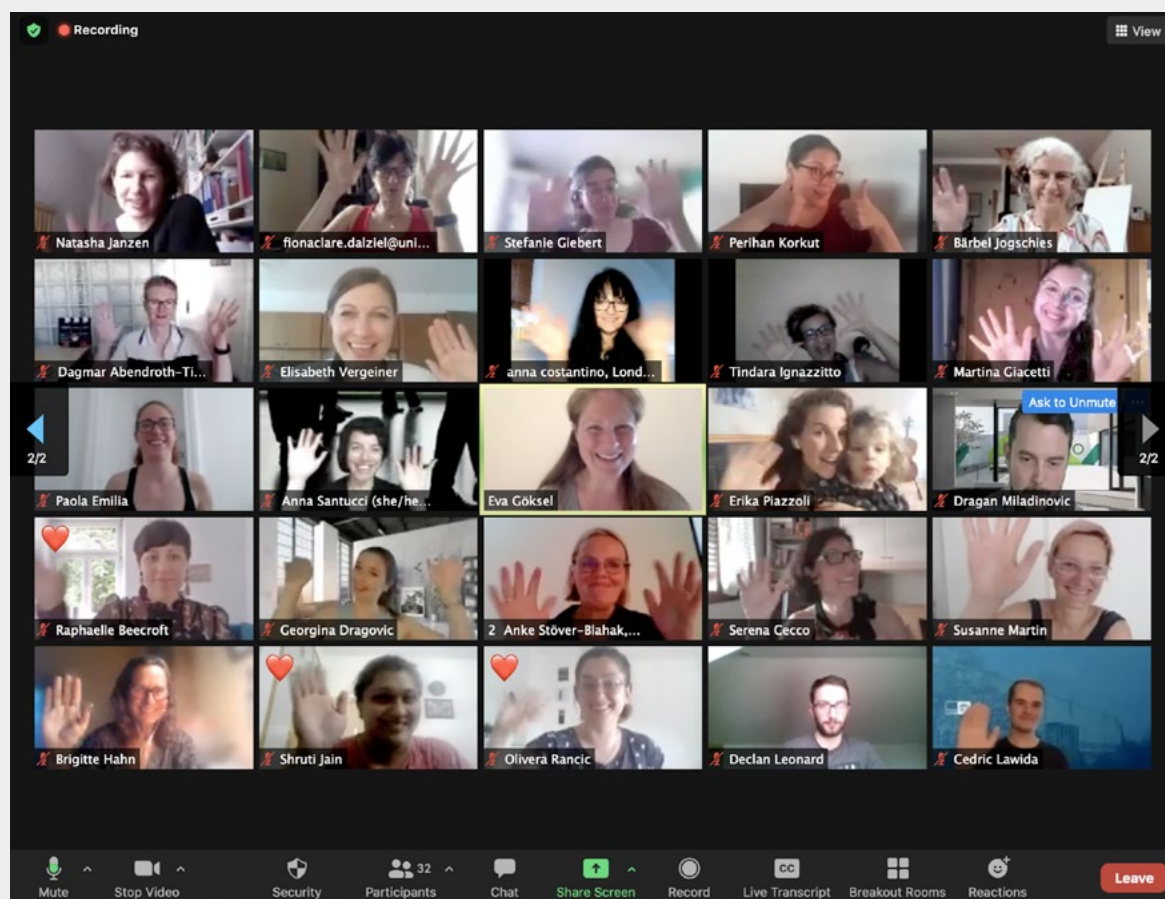 Recording
View
Natasha Janzen
fionaclare.dalziel@uni...
Stefanie Giebert
Perihan Korkut
Bärbel Jogschies
Dagmar Abendroth-Ti...
Elisabeth Vergeiner
anna costantino, Lond...
Tindara Ignazzitto
Martina Giacetti
Ask to Unmute
...
2/2
2/2
Paola Emilia
Anna Santucci (she/he...
Eva Göksel
Erika Piazzoli
Dragan Miladinovic
Raphaelle Beecroft
Georgina Dragovic
2 Anke Stöver-Blahak,...
Serena Cecco
Susanne Martin
Brigitte Hahn
Shruti Jain
Olivera Rancic
Declan Leonard
Cedric Lawida
32
CC
Mute
Stop Video
Security
Participants
Chat
Share Screen
Record
Live Transcript
Breakout Rooms
Reactions
Leave